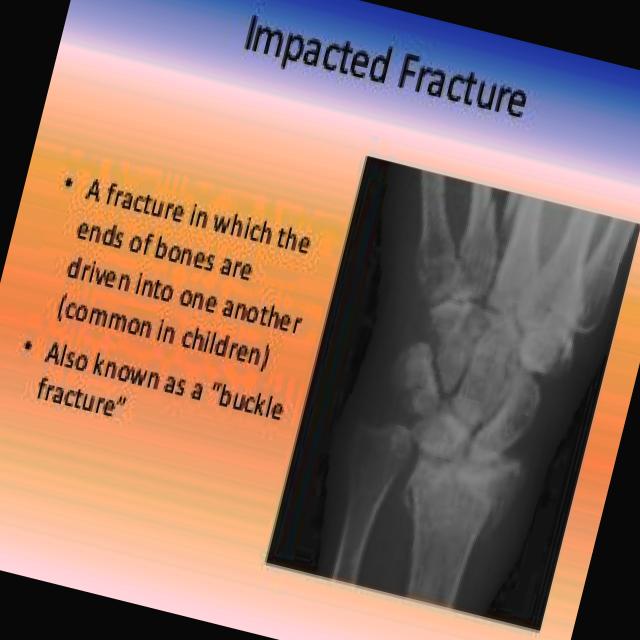 Impacted Fracture
• A fracture in which the
ends of bones are
driven into one another
(common in children)
• Also known as a "buckle
fracture"